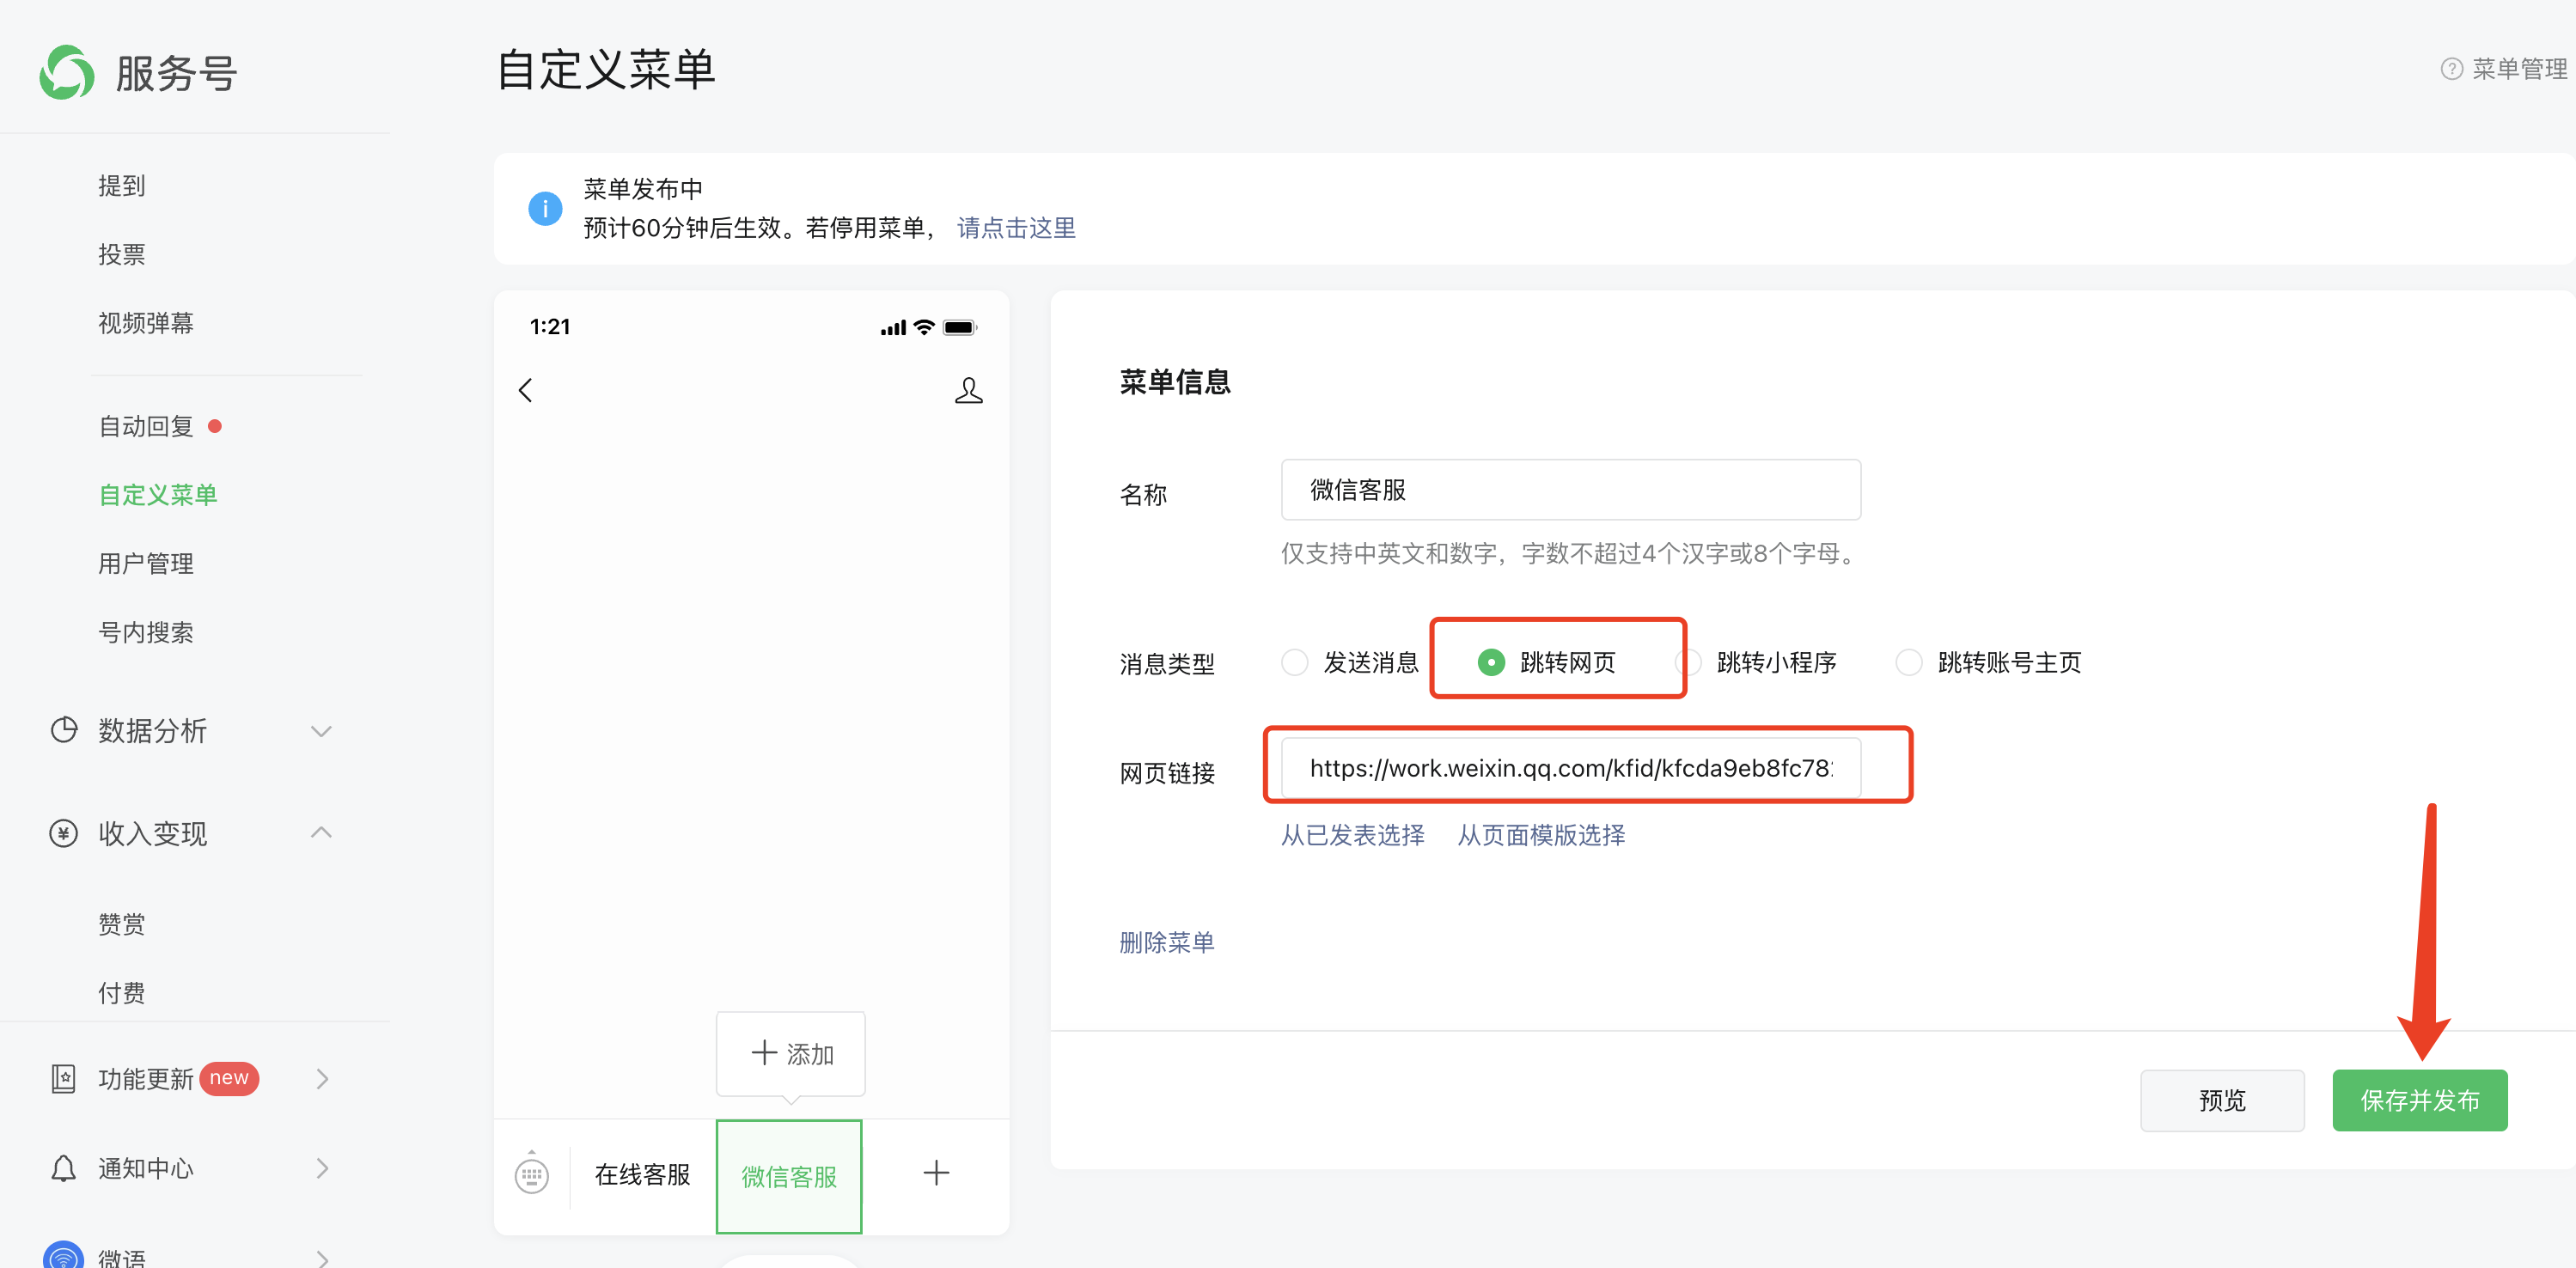 服务号
提到
投票
视频弹幕
自动回复
自定义菜单
用户管理
号内搜索
数据分析
收入变现
赞赏
付费
功能更新 new
通知中心
微语
自定义菜单
菜单管理
菜单发布中
预计60分钟后生效。若停用菜单， 请点击这里
1:21
添加
在线客服
微信客服
菜单信息
名称
微信客服
仅支持中英文和数字，字数不超过4个汉字或8个字母。
消息类型
发送消息 跳转网页 跳转小程序 跳转账号主页
网页链接
https://work.weixin.qq.com/kfid/kfcda9eb8fc78
从已发表选择 从页面模版选择
删除菜单
预览
保存并发布